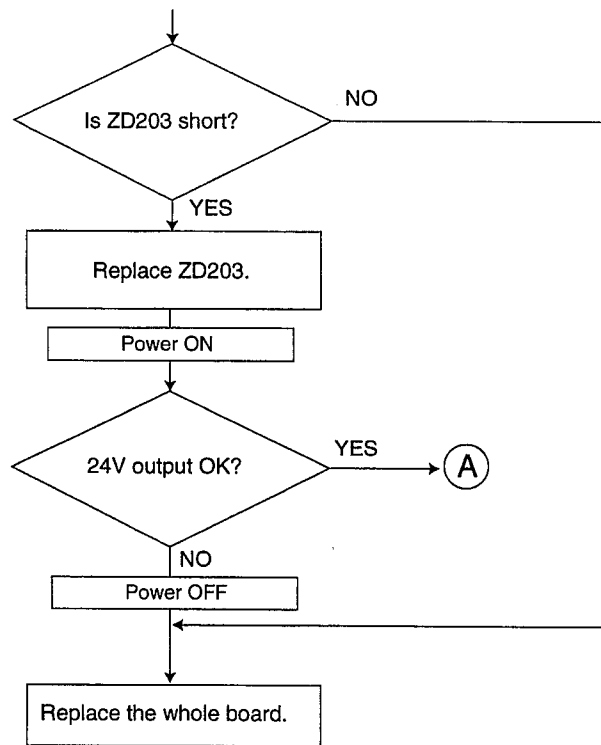 Is ZD203 short?
NO
YES
Replace ZD203.
Power ON
24V output OK?
YES
A
NO
Power OFF
Replace the whole board.